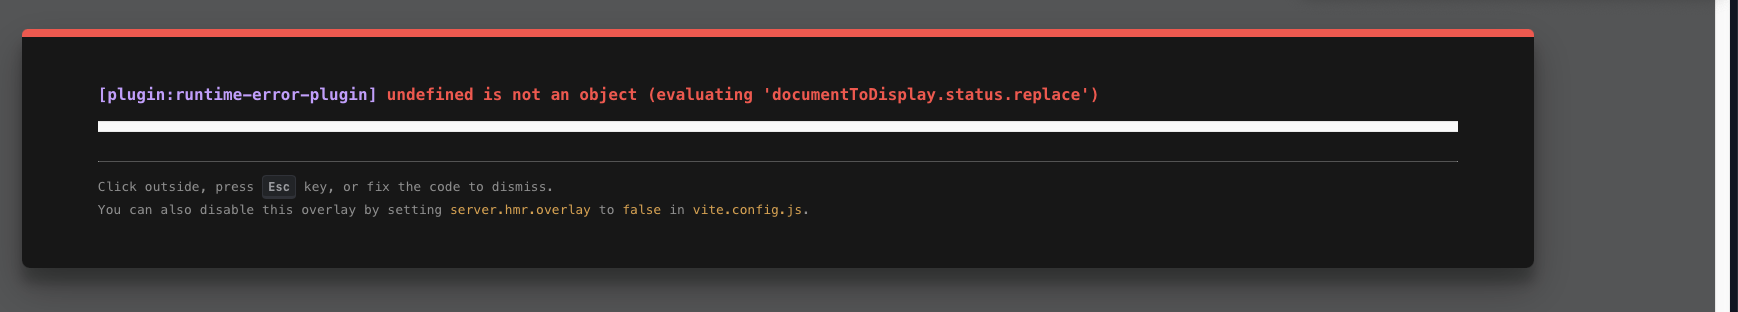 [plugin:runtime-error-plugin] undefined is not an object (evaluating 'documentToDisplay.status.replace')
Click outside, press Esc key, or fix the code to dismiss.
You can also disable this overlay by setting server.hmr.overlay to false in vite.config.js.